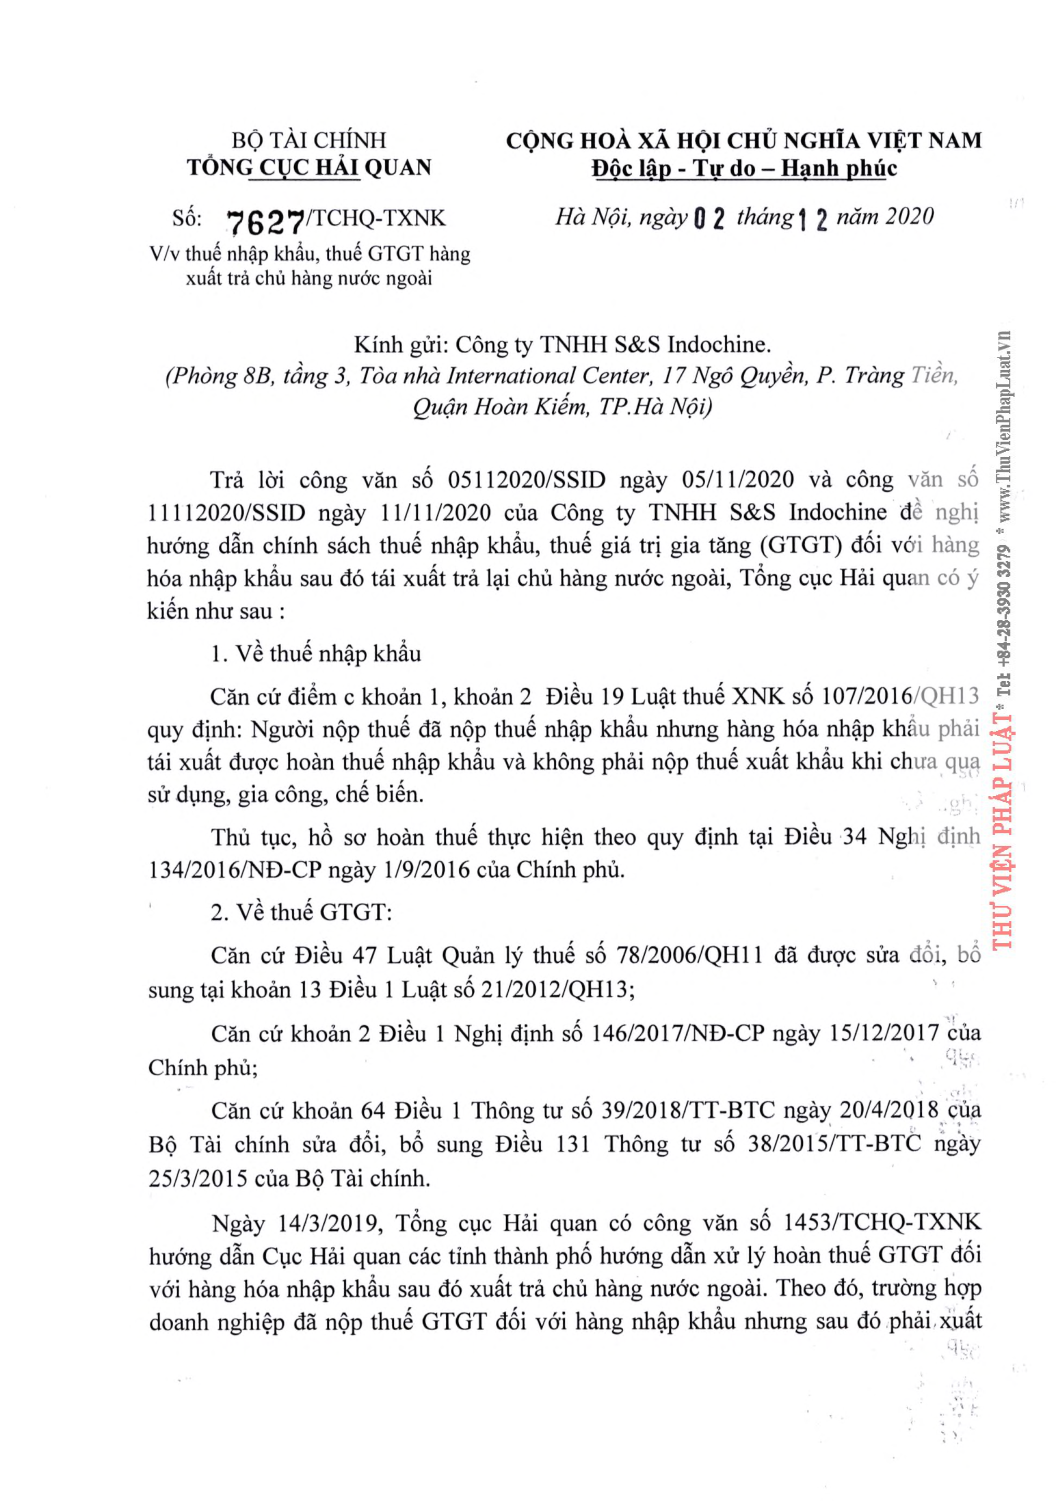 BỘ TÀI CHÍNH
TỔNG CỤC HẢI QUAN
CỘNG HOÀ XÃ HỘI CHỦ NGHĨA VIỆT NAM
Độc lập - Tự do – Hạnh phúc
Số: 7627/TCHQ-TXNK
Hà Nội, ngày 02 tháng 12 năm 2020
V/v thuế nhập khẩu, thuế GTGT hàng
xuất trả chủ hàng nước ngoài
Kính gửi: Công ty TNHH S&S Indochine.
(Phòng 8B, tầng 3, Tòa nhà International Center, 17 Ngô Quyền, P. Tràng Tiền,
Quận Hoàn Kiếm, TP.Hà Nội)
Trả lời công văn số 05112020/SSID ngày 05/11/2020 và công văn số
11112020/SSID ngày 11/11/2020 của Công ty TNHH S&S Indochine đề nghị
hướng dẫn chính sách thuế nhập khẩu, thuế giá trị gia tăng (GTGT) đối với hàng
hóa nhập khẩu sau đó tái xuất trả lại chủ hàng nước ngoài, Tổng cục Hải quan có ý
kiến như sau :
1. Về thuế nhập khẩu
Căn cứ điểm c khoản 1, khoản 2 Điều 19 Luật thuế XNK số 107/2016/QH13
quy định: Người nộp thuế đã nộp thuế nhập khẩu nhưng hàng hóa nhập khẩu phải
tái xuất được hoàn thuế nhập khẩu và không phải nộp thuế xuất khẩu khi chưa qua
sử dụng, gia công, chế biến.
Thủ tục, hồ sơ hoàn thuế thực hiện theo quy định tại Điều 34 Nghị định
134/2016/NĐ-CP ngày 1/9/2016 của Chính phủ.
2. Về thuế GTGT:
Căn cứ Điều 47 Luật Quản lý thuế số 78/2006/QH11 đã được sửa đổi, bổ
sung tại khoản 13 Điều 1 Luật số 21/2012/QH13;
Căn cứ khoản 2 Điều 1 Nghị định số 146/2017/NĐ-CP ngày 15/12/2017 của
Chính phủ;
Căn cứ khoản 64 Điều 1 Thông tư số 39/2018/TT-BTC ngày 20/4/2018 của
Bộ Tài chính sửa đổi, bổ sung Điều 131 Thông tư số 38/2015/TT-BTC ngày
25/3/2015 của Bộ Tài chính.
Ngày 14/3/2019, Tổng cục Hải quan có công văn số 1453/TCHQ-TXNK
hướng dẫn Cục Hải quan các tỉnh thành phố hướng dẫn xử lý hoàn thuế GTGT đối
với hàng hóa nhập khẩu sau đó xuất trả chủ hàng nước ngoài. Theo đó, trường hợp
doanh nghiệp đã nộp thuế GTGT đối với hàng nhập khẩu nhưng sau đó phải xuất
THƯ VIỆN PHÁP LUẬT * Tel: +84-28-3930 3279 * www.ThuVienPhapLuat.vn